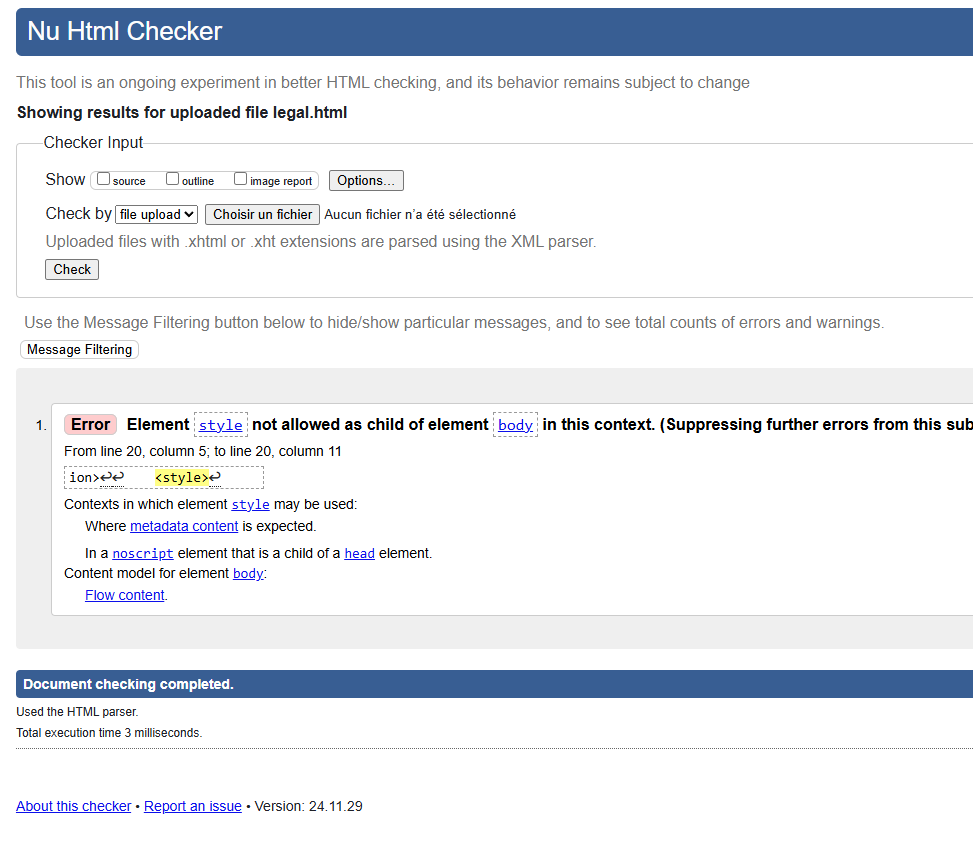 Nu Html Checker
This tool is an ongoing experiment in better HTML checking, and its behavior remains subject to change
Showing results for uploaded file legal.html
Checker Input
Show source outline image report Options...
Check by file upload Choisir un fichier Aucun fichier n’a été sélectionné
Uploaded files with .xhtml or .xht extensions are parsed using the XML parser.
Check
Use the Message Filtering button below to hide/show particular messages, and to see total counts of errors and warnings.
Message Filtering
1. Error Element style not allowed as child of element body in this context. (Suppressing further errors from this sub
From line 20, column 5; to line 20, column 11
ion>↩↩ <style>↩
Contexts in which element style may be used:
Where metadata content is expected.
In a noscript element that is a child of a head element.
Content model for element body:
Flow content.
Document checking completed.
Used the HTML parser.
Total execution time 3 milliseconds.
About this checker • Report an issue • Version: 24.11.29